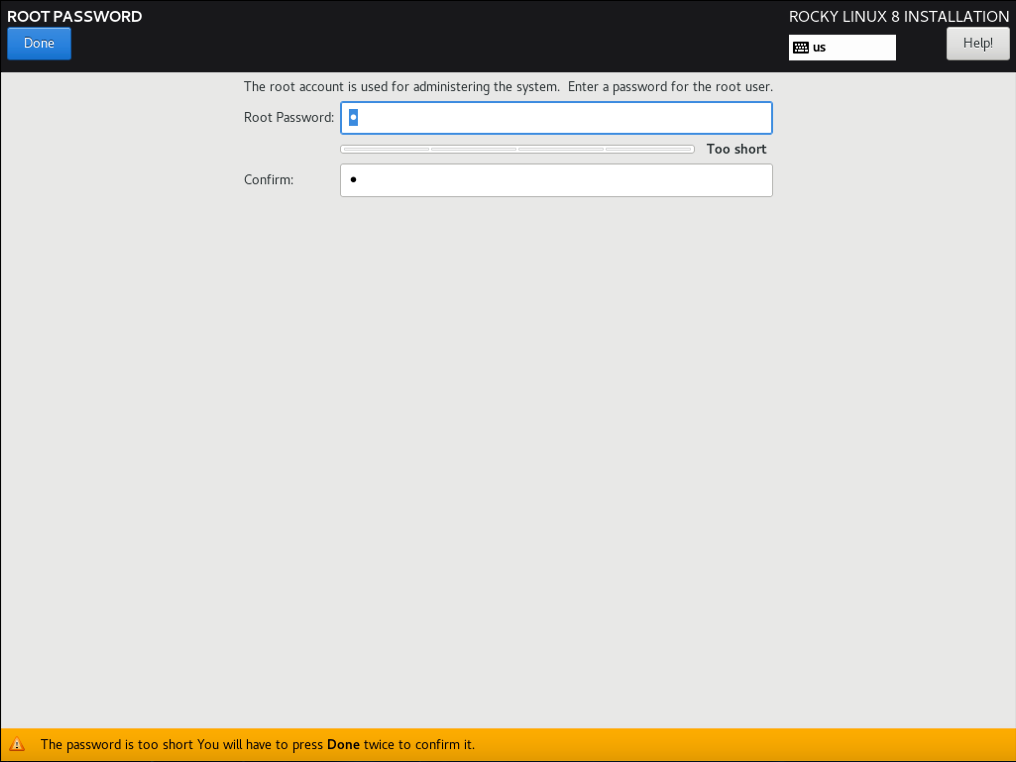 ROOT PASSWORD
ROCKY LINUX 8 INSTALLATION
Done
us
Help!
The root account is used for administering the system.  Enter a password for the root user.
Root Password: •
Too short
Confirm: •
The password is too short You will have to press Done twice to confirm it.